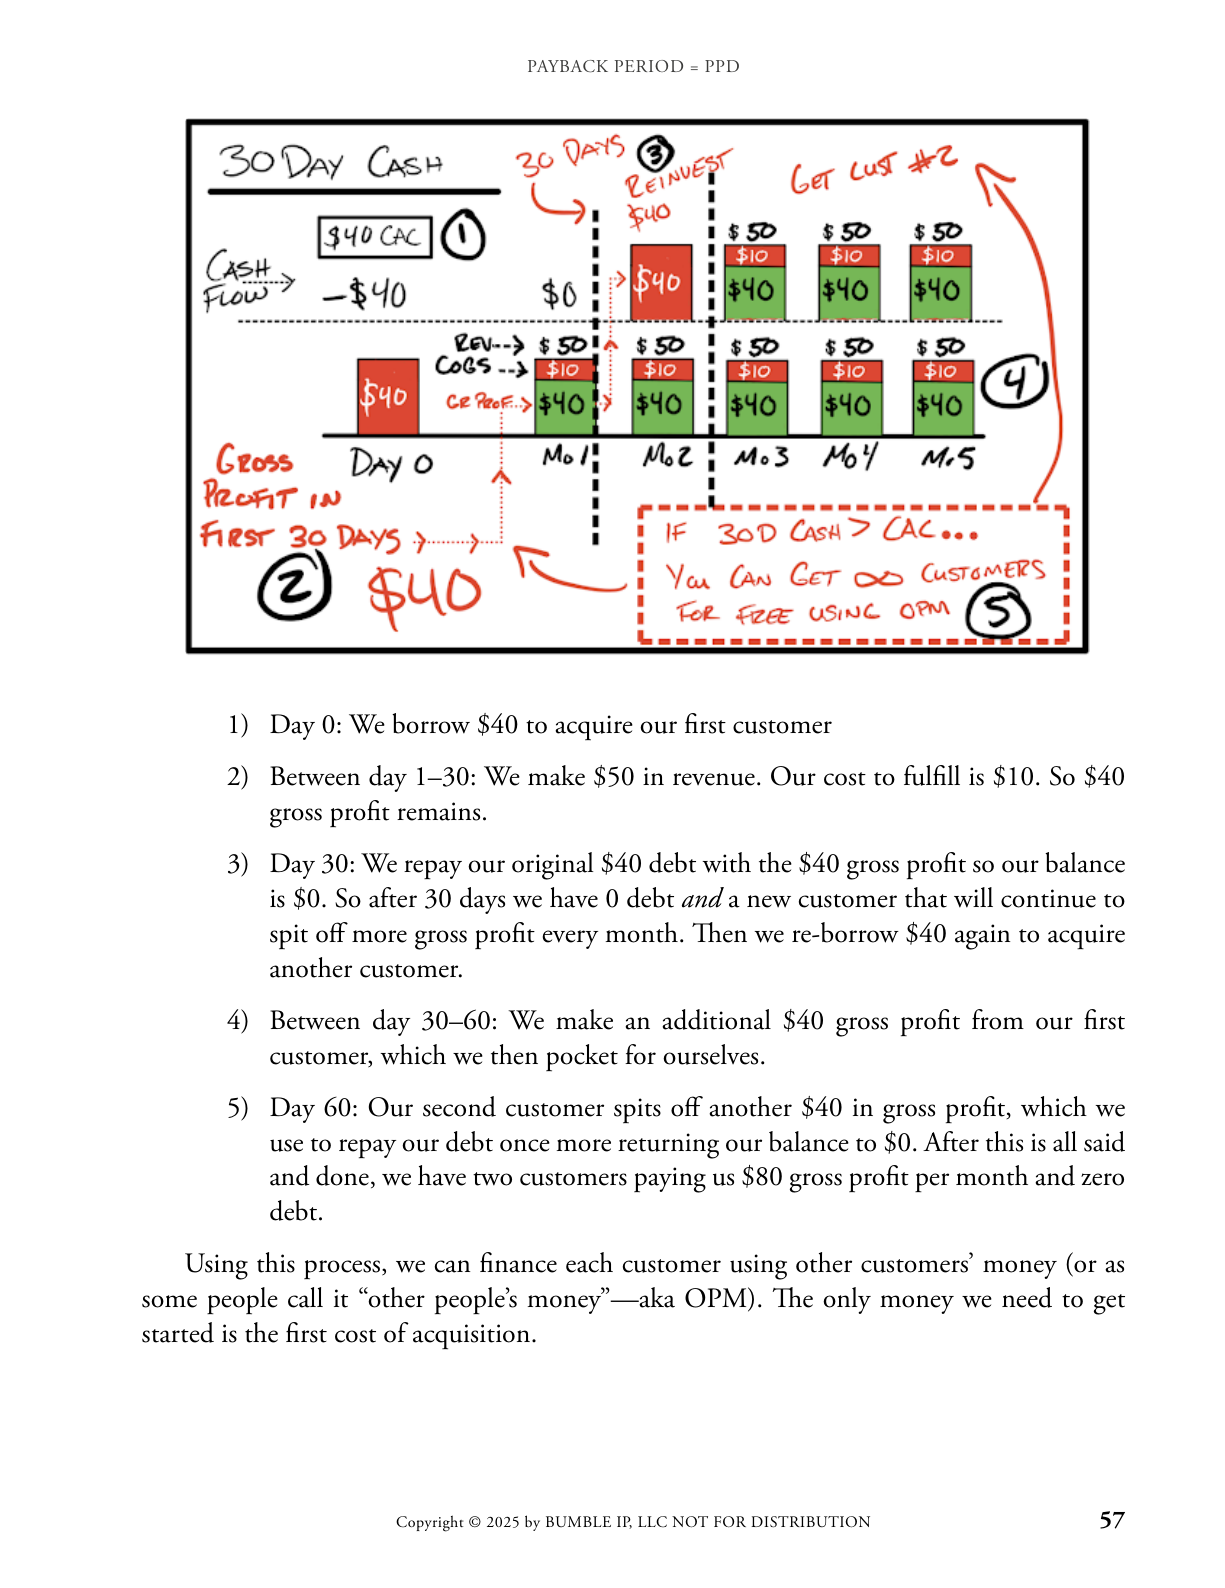 PAYBACK PERIOD = PPD
30 DAY CASH
30 DAYS
3
REINVEST
$40
GET CUST #2
$40 CAC
1
CASH
FLOW
-$40
$0
$40
$50
$10
$40
$50
$10
$40
$50
$10
$40
$40
REV
COGS
GR PROF.
$50
$10
$40
$50
$10
$40
$50
$10
$40
$50
$10
$40
$50
$10
$40
4
DAY 0
Mo 1
Mo 2
Mo 3
Mo 4
Mo 5
GROSS
PROFIT IN
FIRST 30 DAYS
2
$40
IF 30D CASH > CAC...
YOU CAN GET ∞ CUSTOMERS
FOR FREE USING OPM
5
1) Day 0: We borrow $40 to acquire our first customer
2) Between day 1–30: We make $50 in revenue. Our cost to fulfill is $10. So $40
gross profit remains.
3) Day 30: We repay our original $40 debt with the $40 gross profit so our balance
is $0. So after 30 days we have 0 debt and a new customer that will continue to
spit off more gross profit every month. Then we re-borrow $40 again to acquire
another customer.
4) Between day 30–60: We make an additional $40 gross profit from our first
customer, which we then pocket for ourselves.
5) Day 60: Our second customer spits off another $40 in gross profit, which we
use to repay our debt once more returning our balance to $0. After this is all said
and done, we have two customers paying us $80 gross profit per month and zero
debt.
Using this process, we can finance each customer using other customers’ money (or as
some people call it “other people’s money”—aka OPM). The only money we need to get
started is the first cost of acquisition.
Copyright © 2025 by BUMBLE IP, LLC NOT FOR DISTRIBUTION
57